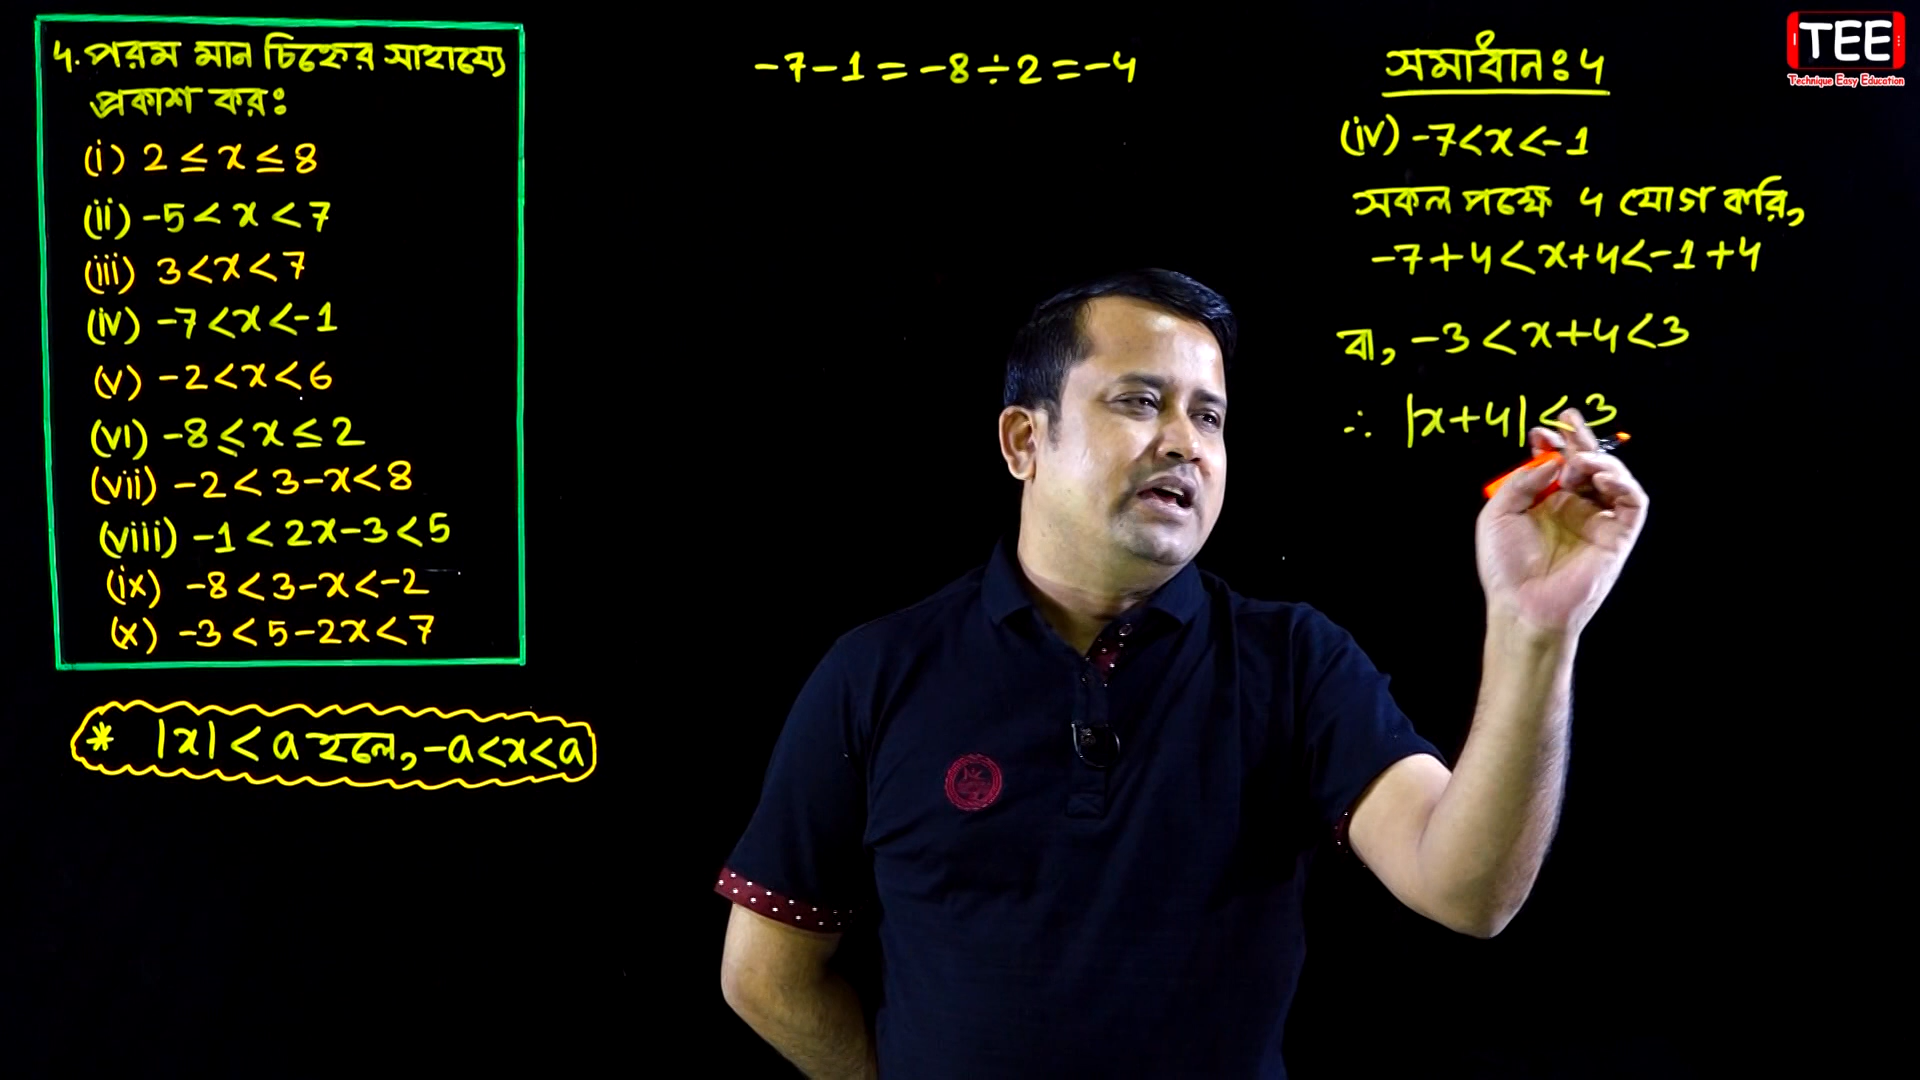 ৪. পরম মান চিহ্নের সাহায্যে
প্রকাশ কর:
(i) 2 ≤ x ≤ 8
(ii) -5 < x < 7
(iii) 3 < x < 7
(iv) -7 < x < -1
(v) -2 < x < 6
(vi) -8 ≤ x ≤ 2
(vii) -2 < 3-x < 8
(viii) -1 < 2x-3 < 5
(ix) -8 < 3-x < -2
(x) -3 < 5-2x < 7
* |x| < a হলে, -a < x < a
-7-1 = -8 ÷ 2 = -4
সমাধান: ৪
(iv) -7 < x < -1
সকল পক্ষে 4 যোগ করি,
-7+4 < x+4 < -1+4
বা, -3 < x+4 < 3
∴ |x+4| < 3
TEE
Technique Easy Education